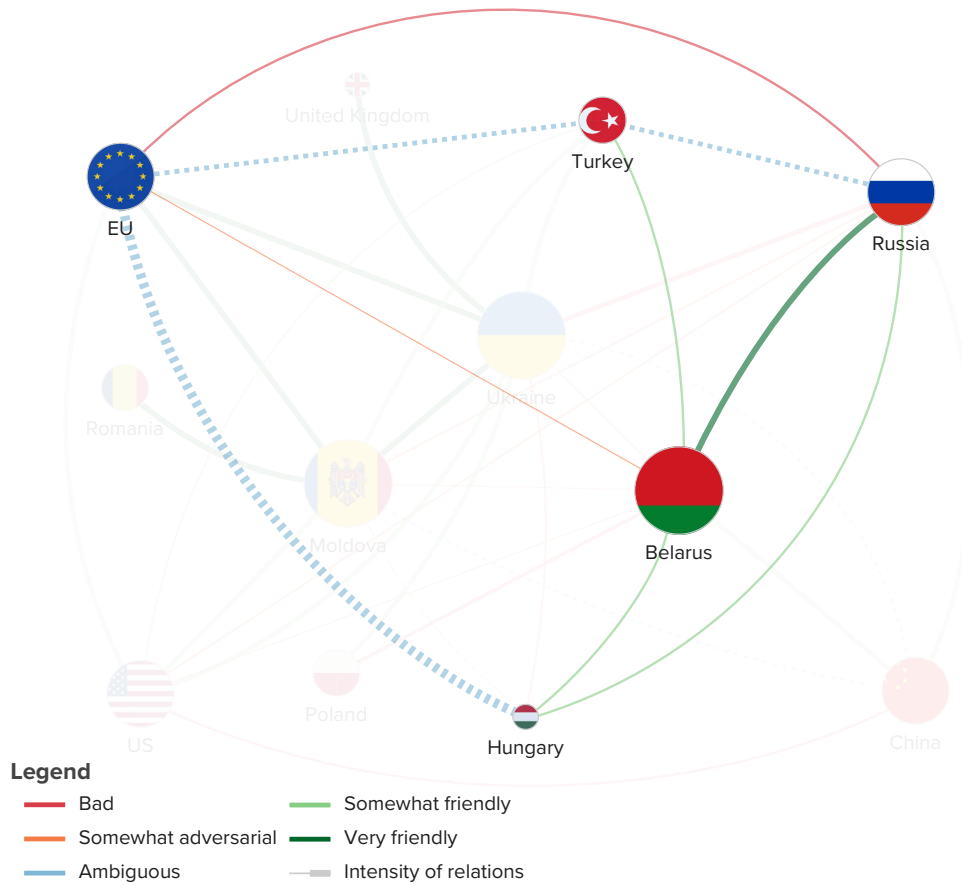 United Kingdom
Turkey
EU
Russia
Ukraine
Romania
Moldova
Belarus
Poland
US
Hungary
China
Legend
Bad
Somewhat friendly
Somewhat adversarial
Very friendly
Ambiguous
Intensity of relations